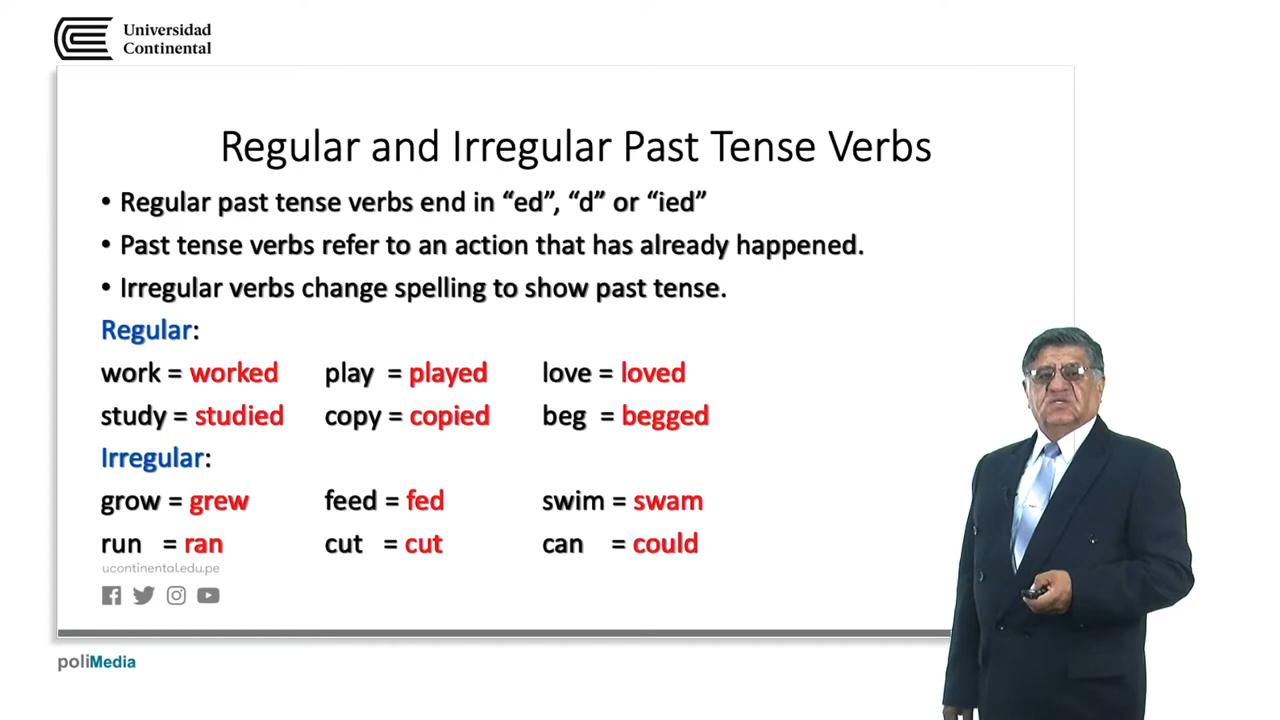 Universidad
Continental
Regular and Irregular Past Tense Verbs
• Regular past tense verbs end in “ed”, “d” or “ied”
• Past tense verbs refer to an action that has already happened.
• Irregular verbs change spelling to show past tense.
Regular:
work = worked play = played love = loved
study = studied copy = copied beg = begged
Irregular:
grow = grew feed = fed swim = swam
run = ran cut = cut can = could
ucontinental.edu.pe
poliMedia